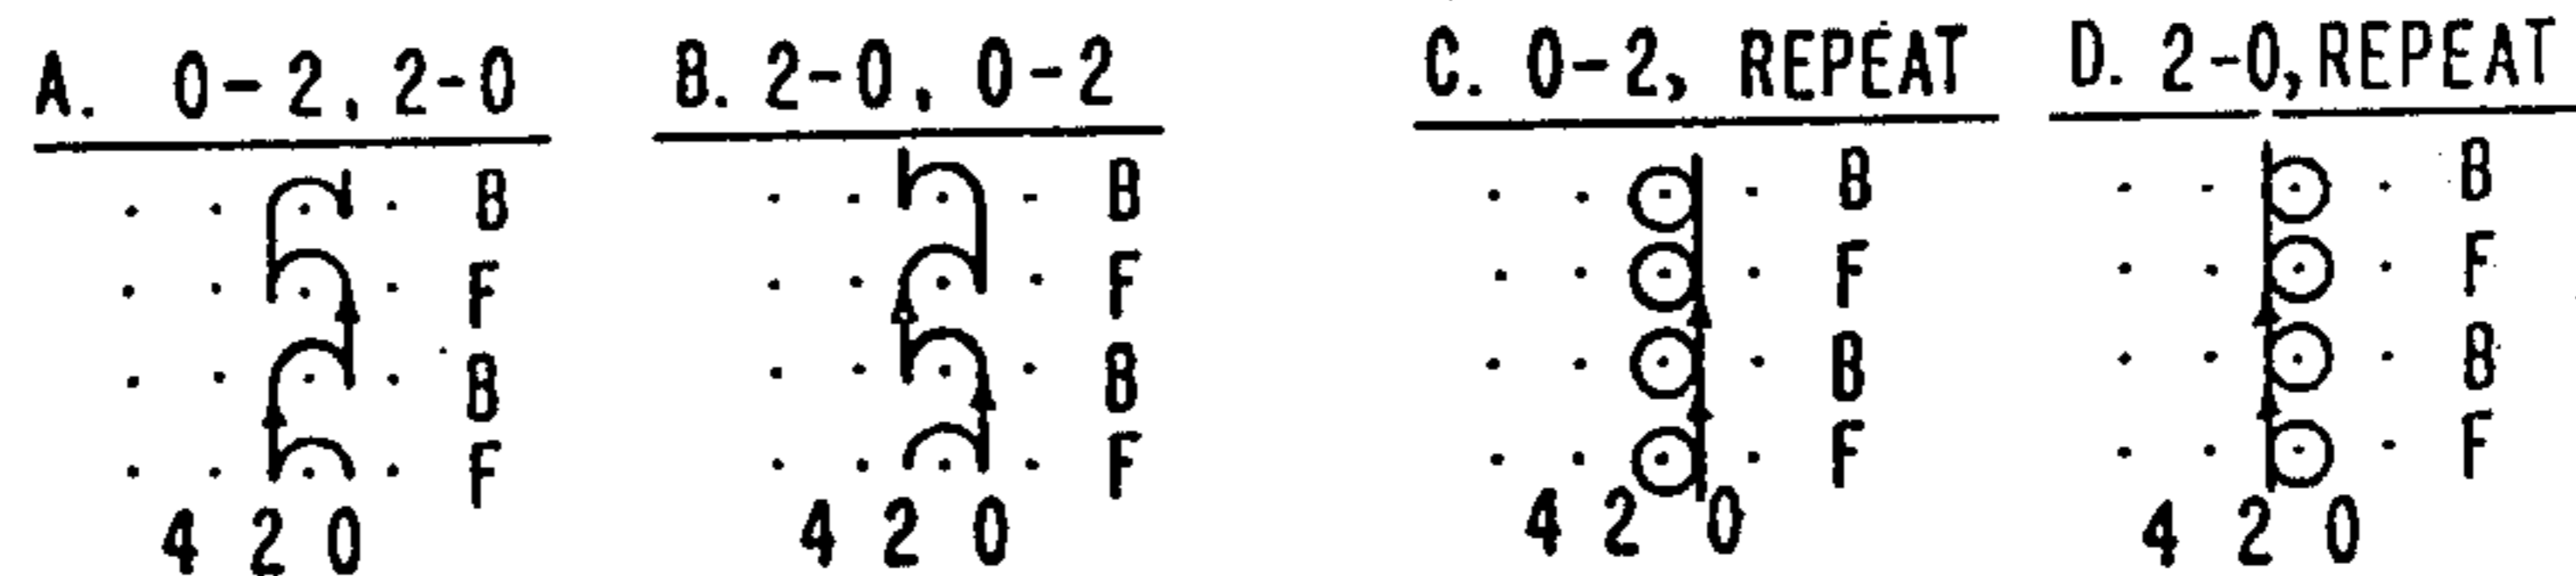 A. 0-2, 2-0 B. 2-0, 0-2 C. 0-2, REPEAT D. 2-0, REPEAT
B B B B
F F F F
B B B B
F F F F
4 2 0 4 2 0 4 2 0 4 2 0